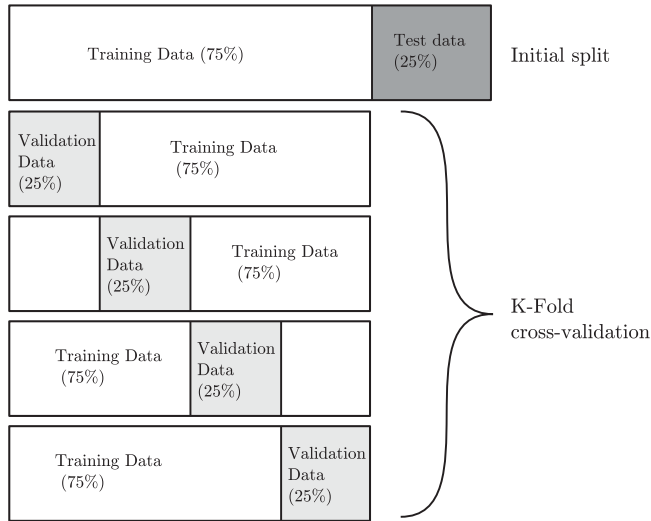 Training Data (75%)
Test data
(25%)
Initial split
Validation
Data
(25%)
Training Data
(75%)
Validation
Data
(25%)
Training Data
(75%)
K-Fold
cross-validation
Training Data
(75%)
Validation
Data
(25%)
Training Data
(75%)
Validation
Data
(25%)